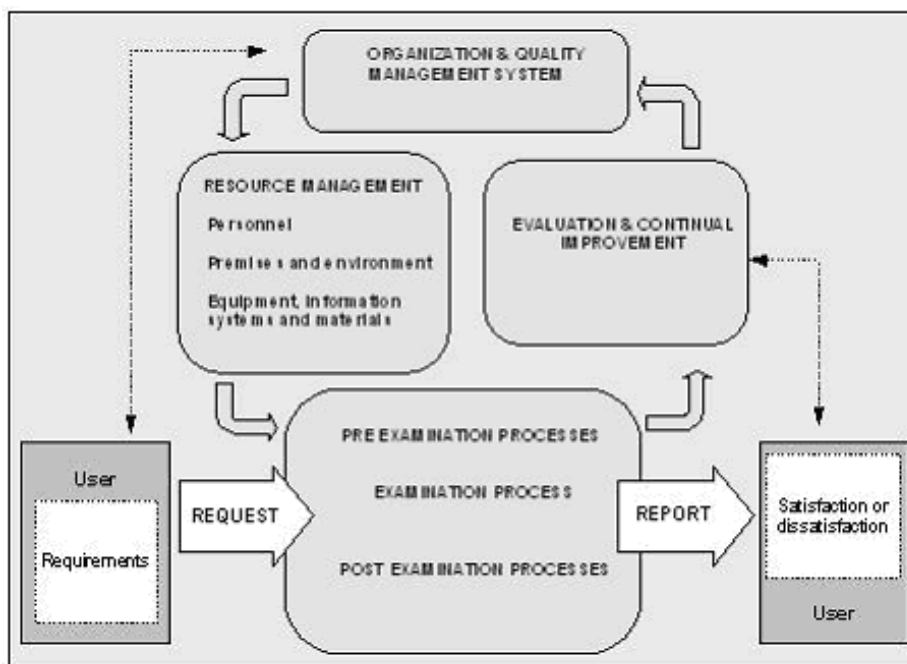 ORGANIZATION & QUALITY
MANAGEMENT SYSTEM
RESOURCE MANAGEMENT
Personnel
Premises and environment
Equipment, information
systems and materials
EVALUATION & CONTINUAL
IMPROVEMENT
PRE EXAMINATION PROCESSES
EXAMINATION PROCESS
POST EXAMINATION PROCESSES
User
Requirements
REQUEST
REPORT
Satisfaction or
dissatisfaction
User